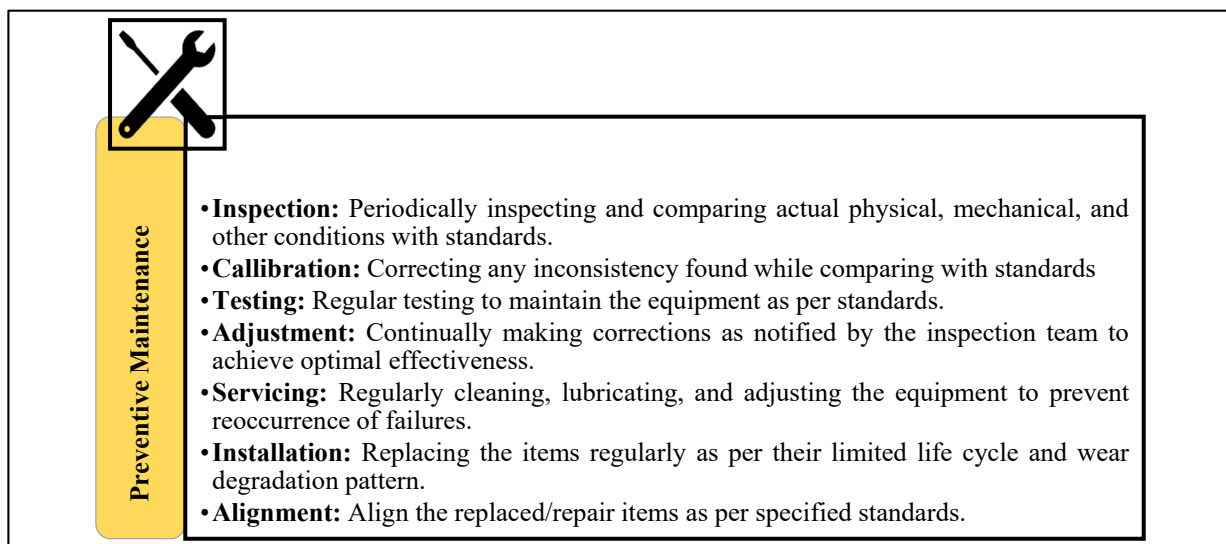 Preventive Maintenance
•Inspection: Periodically inspecting and comparing actual physical, mechanical, and
other conditions with standards.
•Callibration: Correcting any inconsistency found while comparing with standards
•Testing: Regular testing to maintain the equipment as per standards.
•Adjustment: Continually making corrections as notified by the inspection team to
achieve optimal effectiveness.
•Servicing: Regularly cleaning, lubricating, and adjusting the equipment to prevent
reoccurrence of failures.
•Installation: Replacing the items regularly as per their limited life cycle and wear
degradation pattern.
•Alignment: Align the replaced/repair items as per specified standards.